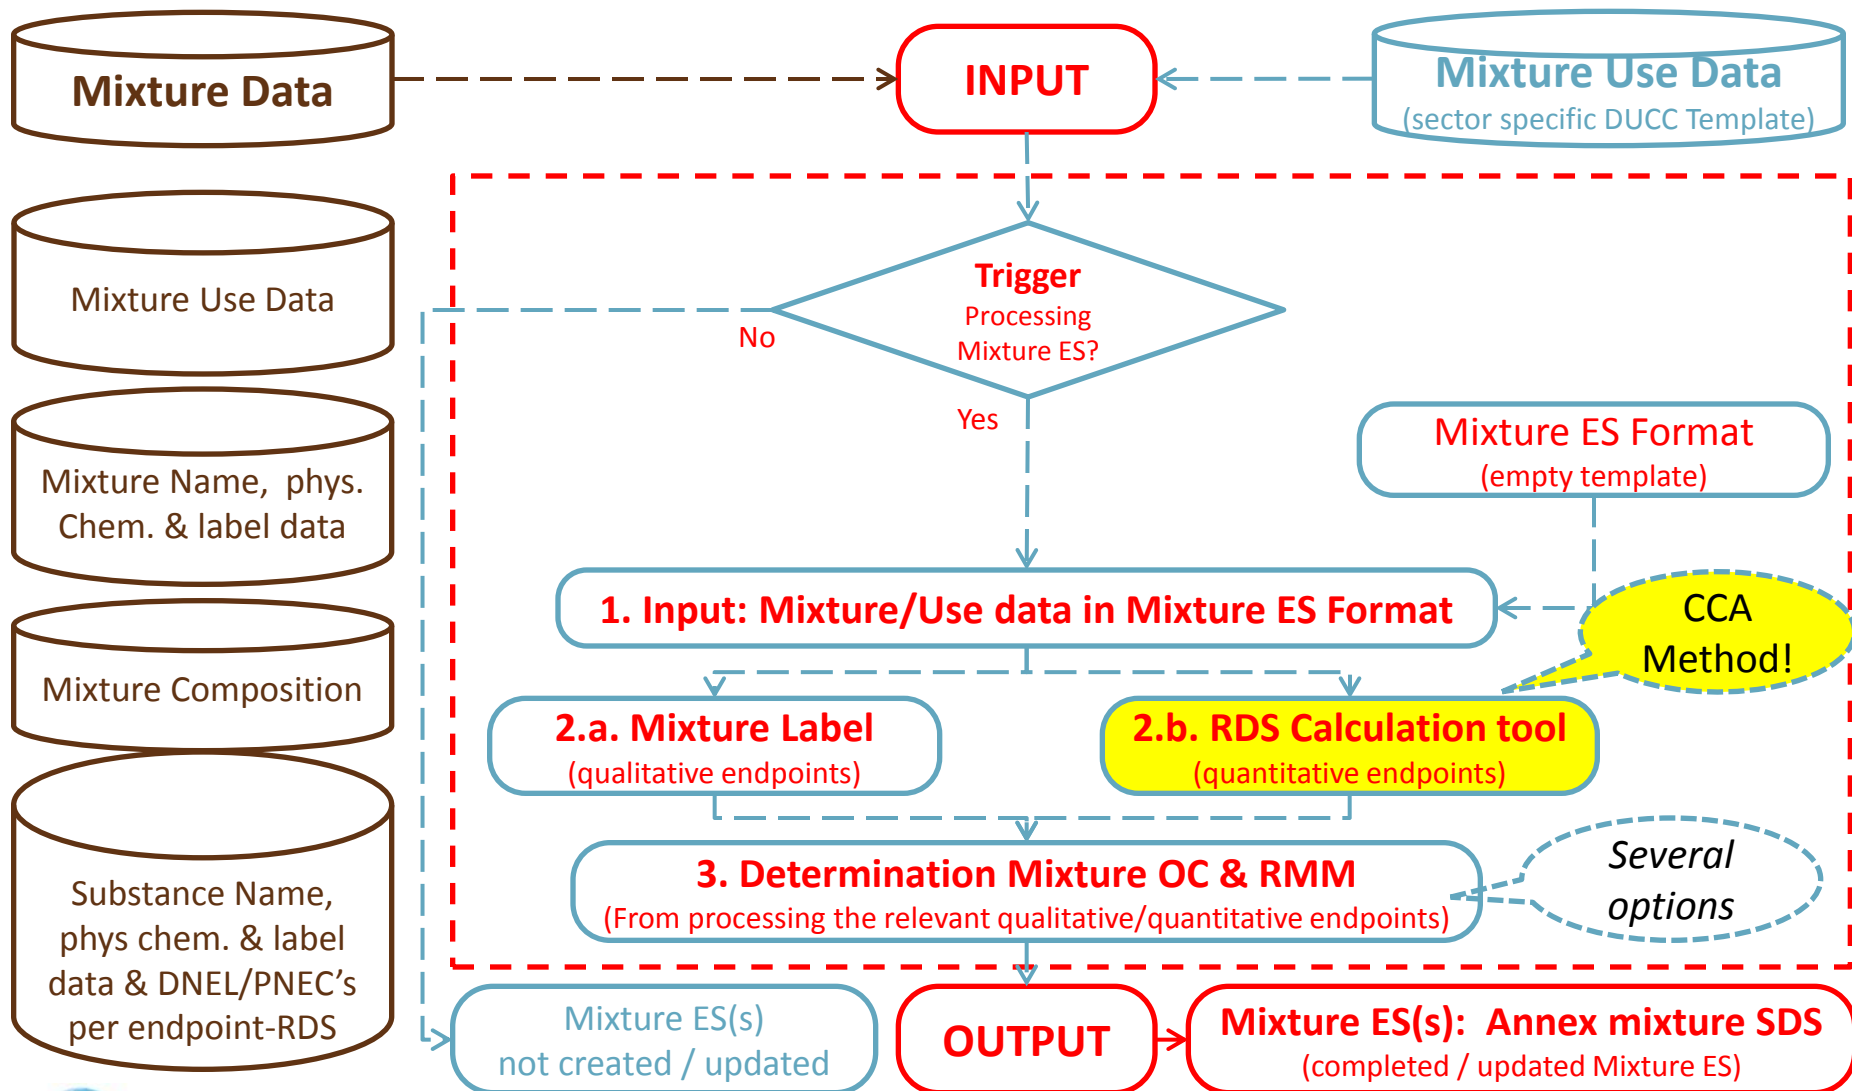 Mixture Data
INPUT
Mixture Use Data
(sector specific DUCC Template)
Mixture Use Data
Trigger
Processing
Mixture ES?
No
Yes
Mixture Name, phys.
Chem. & label data
Mixture ES Format
(empty template)
1. Input: Mixture/Use data in Mixture ES Format
CCA
Method!
Mixture Composition
2.a. Mixture Label
(qualitative endpoints)
2.b. RDS Calculation tool
(quantitative endpoints)
3. Determination Mixture OC & RMM
(From processing the relevant qualitative/quantitative endpoints)
Several
options
Substance Name,
phys chem. & label
data & DNEL/PNEC’s
per endpoint-RDS
Mixture ES(s)
not created / updated
OUTPUT
Mixture ES(s): Annex mixture SDS
(completed / updated Mixture ES)